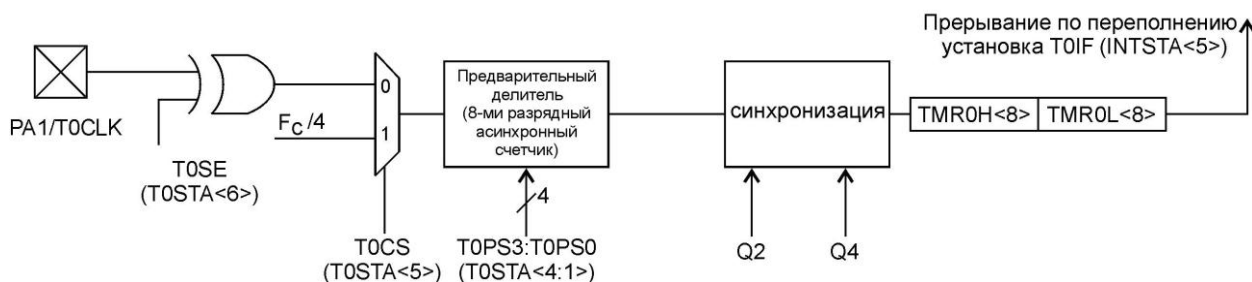 Прерывание по переполнению
установка T0IF (INTSTA<5>)
PA1/T0CLK
T0SE
(T0STA<6>)
FC /4
0
1
T0CS
(T0STA<5>)
Предварительный
делитель
(8-ми разрядный
асинхронный
счетчик)
4
T0PS3:T0PS0
(T0STA<4:1>)
синхронизация
Q2
Q4
TMR0H<8>
TMR0L<8>